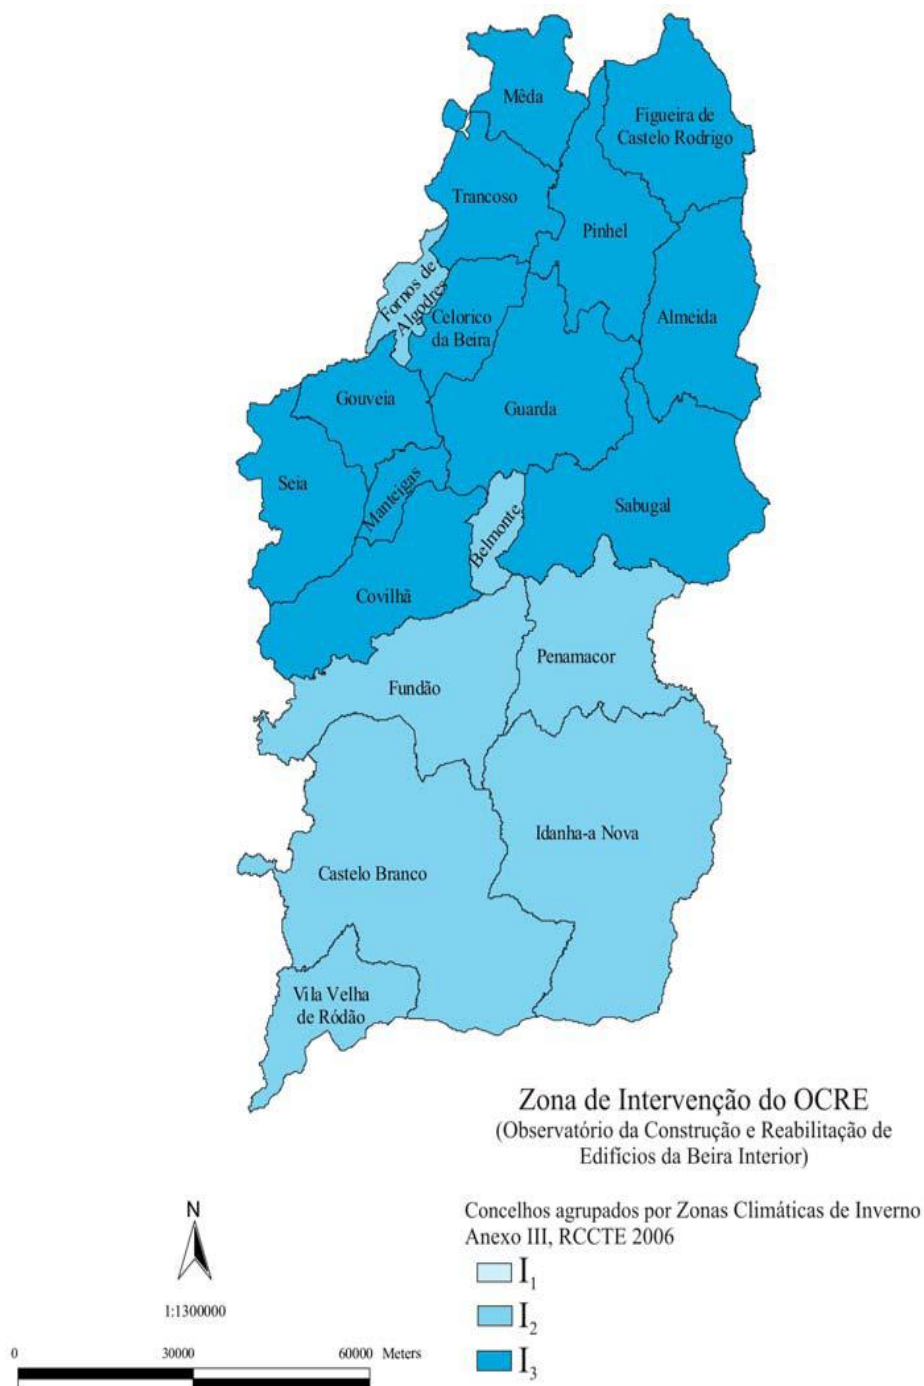 Mêda
Figueira de
Castelo Rodrigo
Trancoso
Pinhel
Fornos de
Algodres
Celorico
da Beira
Almeida
Gouveia
Guarda
Seia
Manteigas
Belmonte
Sabugal
Covilhã
Penamacor
Fundão
Idanha-a Nova
Castelo Branco
Vila Velha
de Ródão
Zona de Intervenção do OCRE
(Observatório da Construção e Reabilitação de
Edifícios da Beira Interior)
Concelhos agrupados por Zonas Climáticas de Inverno
Anexo III, RCCTE 2006
I₁
I₂
I₃
N
1:1300000
0 30000 60000 Meters